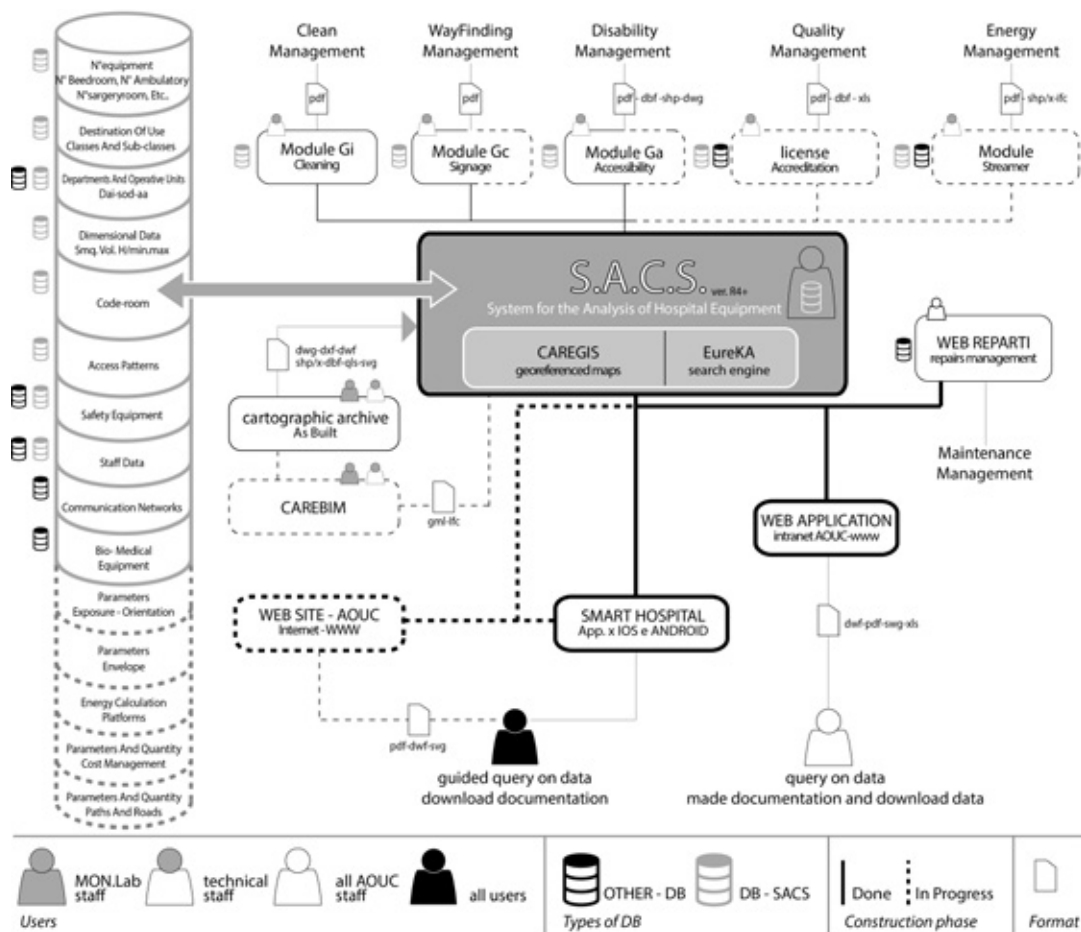 Clean
Management
WayFinding
Management
Disability
Management
Quality
Management
Energy
Management
pdf
pdf
pdf - dbf -shp-dwg
pdf - dbf - xls
pdf - shp/x-ifc
Module Gi
Cleaning
Module Gc
Signage
Module Ga
Accessibility
license
Accreditation
Module
Streamer
N°equipment
N° Beedroom, N° Ambulatory
N°sargeryroom, Etc..
Destination Of Use
Classes And Sub-classes
Departments And Operative Units
Dai-sod-aa
Dimensional Data
Smq. Vol. H/min.max
Code-room
Access Patterns
Safety Equipment
Staff Data
Communication Networks
Bio- Medical
Equipment
Parameters
Exposure - Orientation
Parameters
Envelope
Energy Calculation
Platforms
Parameters And Quantity
Cost Management
Parameters And Quantity
Paths And Roads
S.A.C.S. ver. R4+
System for the Analysis of Hospital Equipment
CAREGIS
georeferenced maps
EureKA
search engine
WEB REPARTI
repairs management
Maintenance
Management
dwg-dxf-dwf
shp/x-dbf-qls-svg
cartographic archive
As Built
CAREBIM
gml-Ifc
WEB APPLICATION
intranet AOUC-www
WEB SITE - AOUC
Internet - WWW
SMART HOSPITAL
App. x IOS e ANDROID
dwf-pdf-swg-xls
pdf-dwf-svg
guided query on data
download documentation
query on data
made documentation and download data
MON.Lab
staff
technical
staff
all AOUC
staff
all users
Users
OTHER - DB
DB - SACS
Types of DB
Done
In Progress
Construction phase
Format